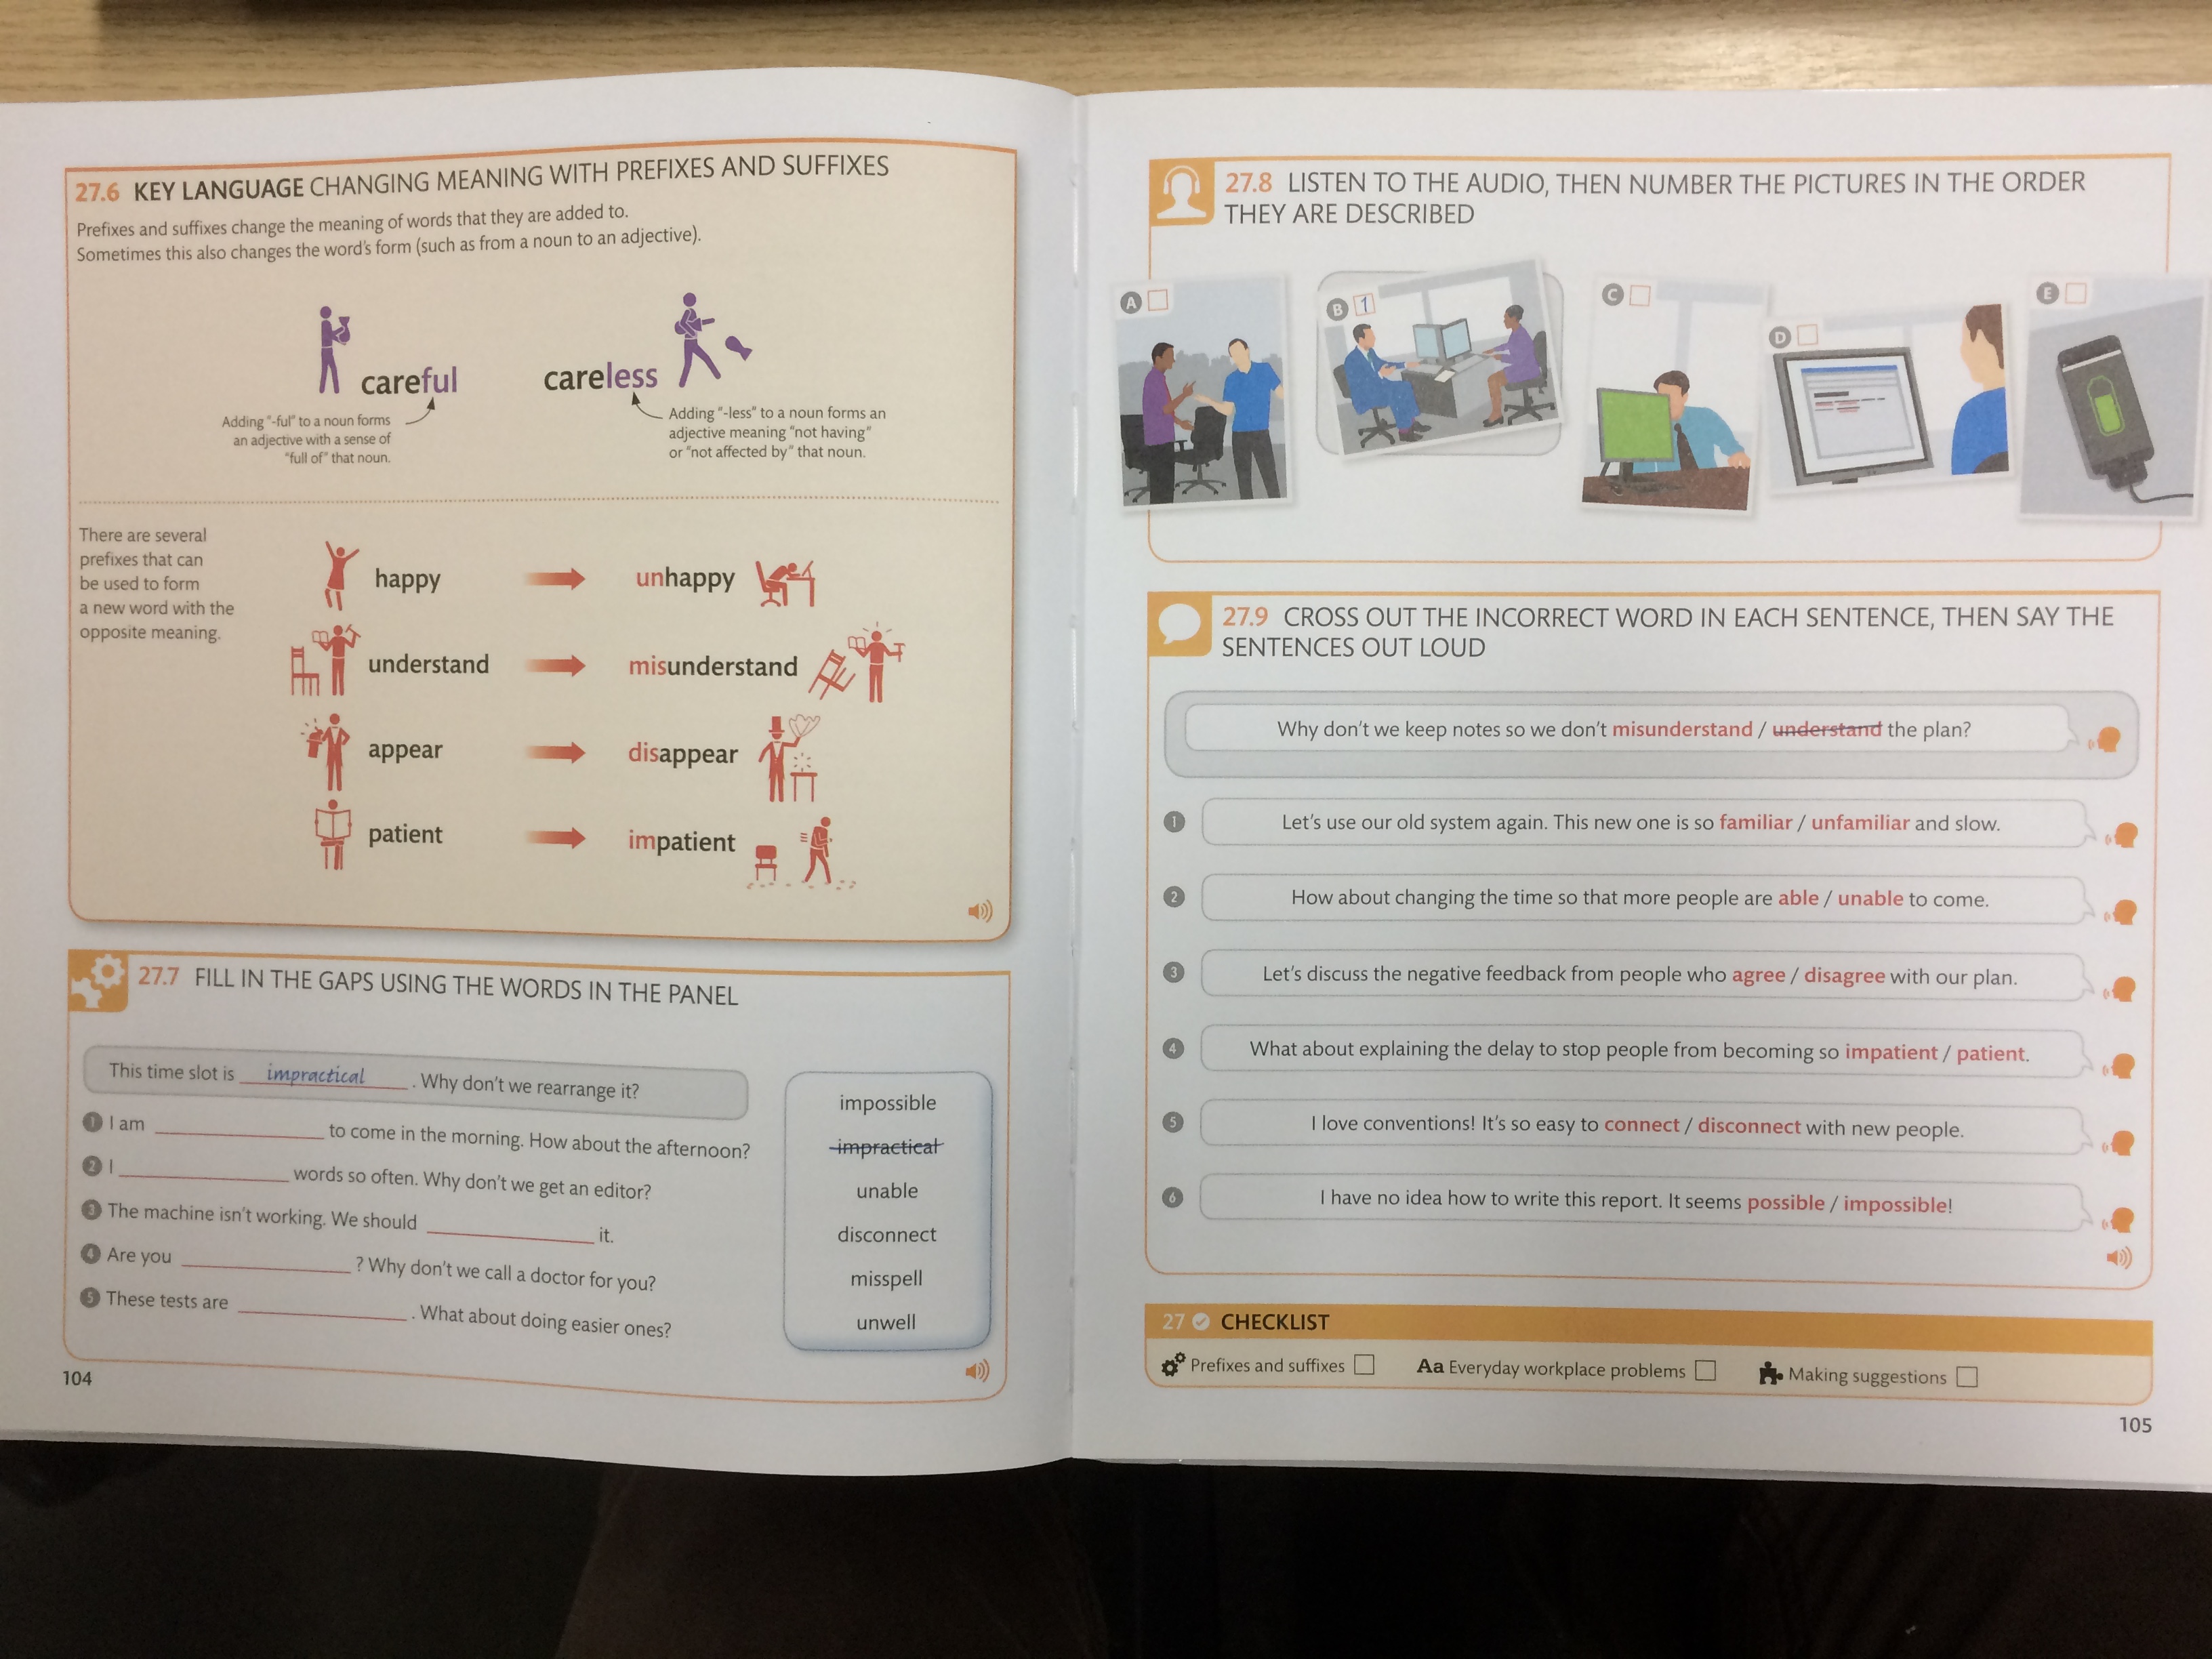 27.6 KEY LANGUAGE CHANGING MEANING WITH PREFIXES AND SUFFIXES
Prefixes and suffixes change the meaning of words that they are added to.
Sometimes this also changes the word's form (such as from a noun to an adjective).
careful
Adding "-ful" to a noun forms
an adjective with a sense of
"full of" that noun.
careless
Adding "-less" to a noun forms an
adjective meaning "not having"
or "not affected by" that noun.
There are several
prefixes that can
be used to form
a new word with the
opposite meaning.
happy unhappy
understand misunderstand
appear disappear
patient impatient
27.7 FILL IN THE GAPS USING THE WORDS IN THE PANEL
This time slot is impractical. Why don't we rearrange it?
1 I am ____ to come in the morning. How about the afternoon?
2 I ____ words so often. Why don't we get an editor?
3 The machine isn't working. We should ____ it.
4 Are you ____? Why don't we call a doctor for you?
5 These tests are ____. What about doing easier ones?
impossible
impractical
unable
disconnect
misspell
unwell
104
27.8 LISTEN TO THE AUDIO, THEN NUMBER THE PICTURES IN THE ORDER
THEY ARE DESCRIBED
A
B 1
C
D
E
27.9 CROSS OUT THE INCORRECT WORD IN EACH SENTENCE, THEN SAY THE
SENTENCES OUT LOUD
Why don't we keep notes so we don't misunderstand / understand the plan?
1 Let's use our old system again. This new one is so familiar / unfamiliar and slow.
2 How about changing the time so that more people are able / unable to come.
3 Let's discuss the negative feedback from people who agree / disagree with our plan.
4 What about explaining the delay to stop people from becoming so impatient / patient.
5 I love conventions! It's so easy to connect / disconnect with new people.
6 I have no idea how to write this report. It seems possible / impossible!
27 CHECKLIST
Prefixes and suffixes Aa Everyday workplace problems Making suggestions
105